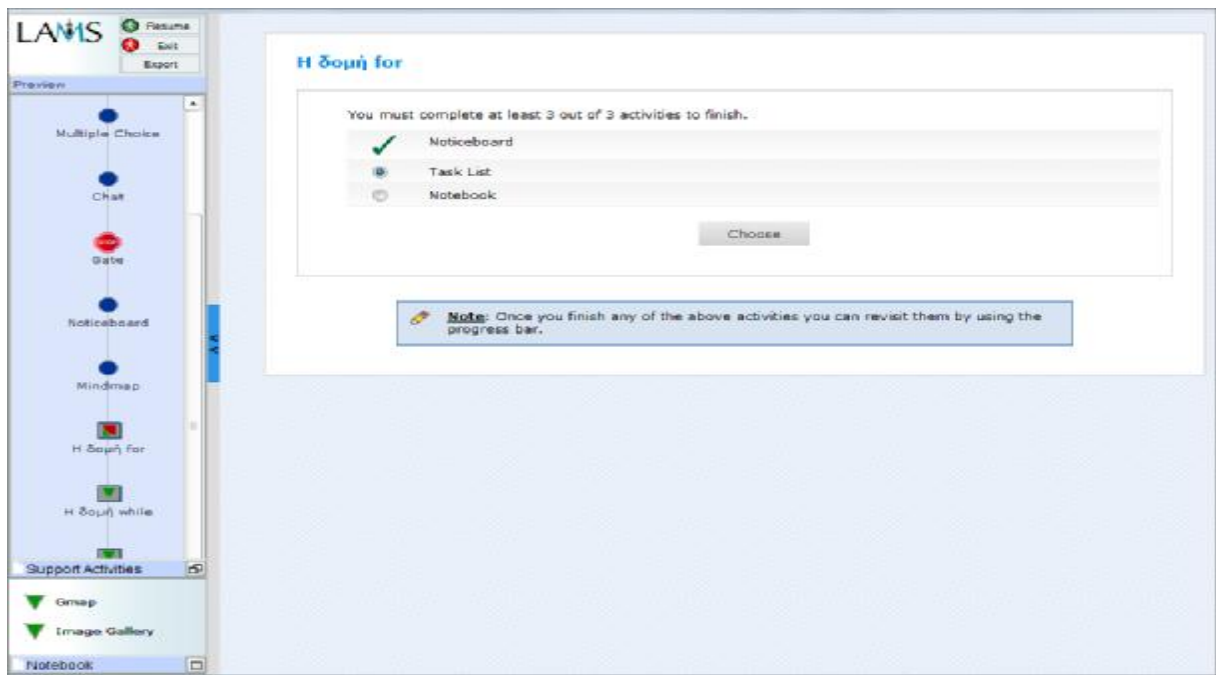 LAMS
Resume
Exit
Export
Preview
Multiple Choice
Chat
STOP
Gate
Noticeboard
Mindmap
Η δομή for
Η δομή while
Support Activities
Gmap
Image Gallery
Notebook
Η δομή for
You must complete at least 3 out of 3 activities to finish.
Noticeboard
Task List
Notebook
Choose
Note: Once you finish any of the above activities you can revisit them by using the
progress bar.